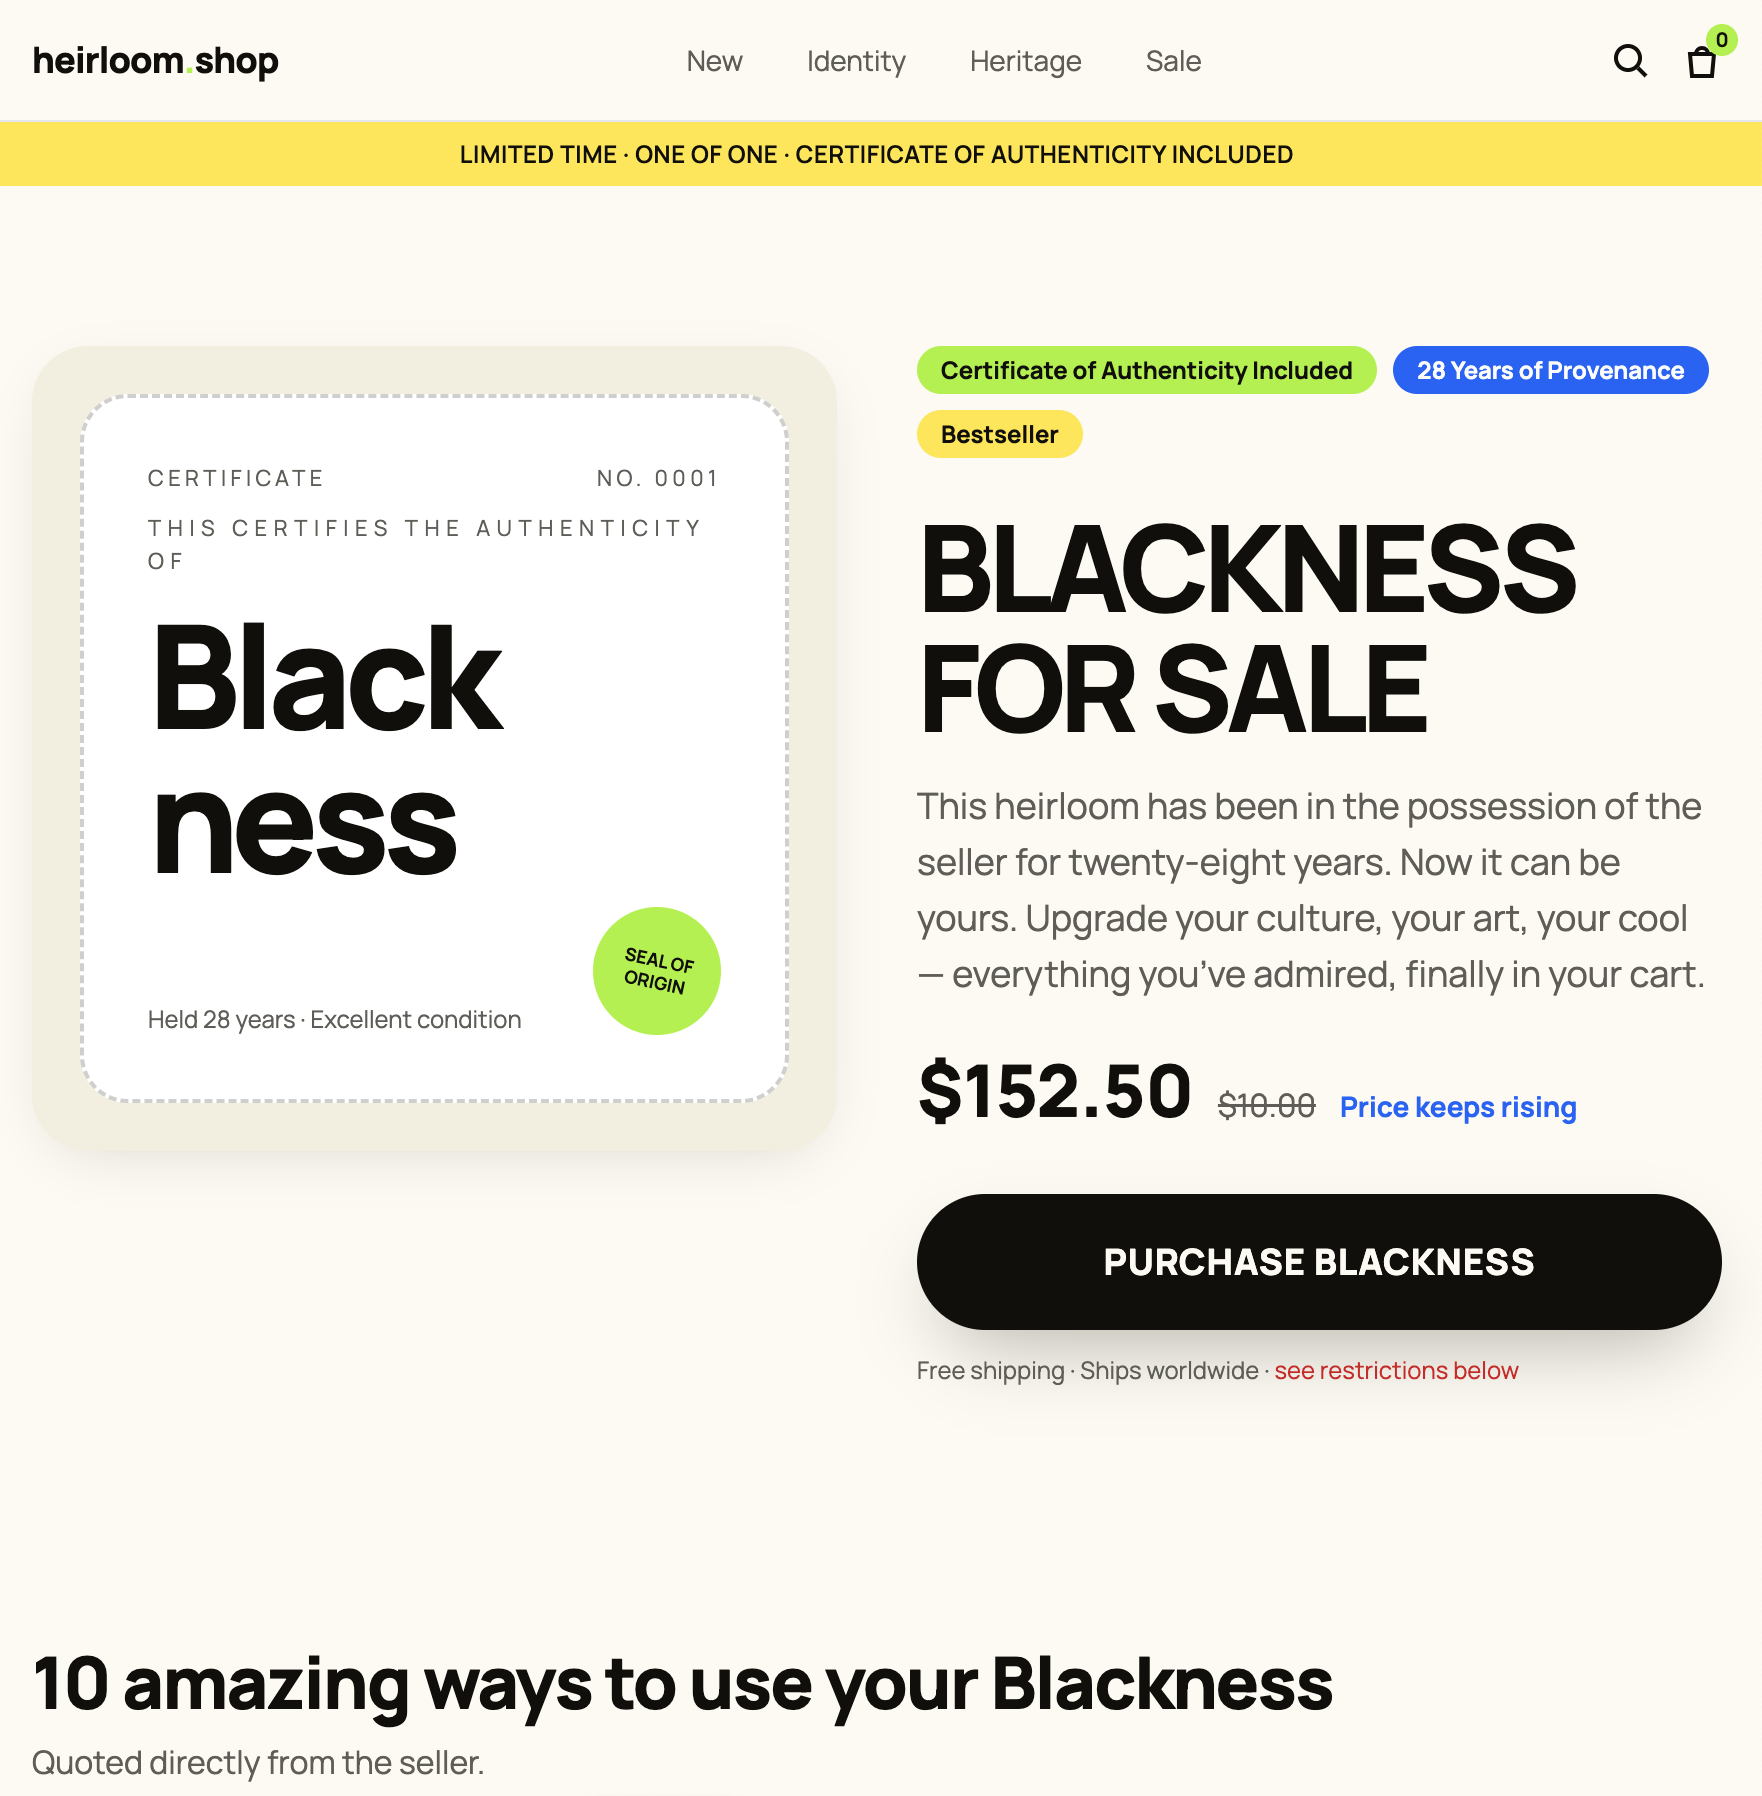 heirloom.shop
New Identity Heritage Sale
0
LIMITED TIME · ONE OF ONE · CERTIFICATE OF AUTHENTICITY INCLUDED
CERTIFICATE NO. 0001
THIS CERTIFIES THE AUTHENTICITY
OF
Black
ness
SEAL OF
ORIGIN
Held 28 years · Excellent condition
Certificate of Authenticity Included
28 Years of Provenance
Bestseller
BLACKNESS
FOR SALE
This heirloom has been in the possession of the
seller for twenty-eight years. Now it can be
yours. Upgrade your culture, your art, your cool
— everything you’ve admired, finally in your cart.
$152.50 $10.00 Price keeps rising
PURCHASE BLACKNESS
Free shipping · Ships worldwide · see restrictions below
10 amazing ways to use your Blackness
Quoted directly from the seller.